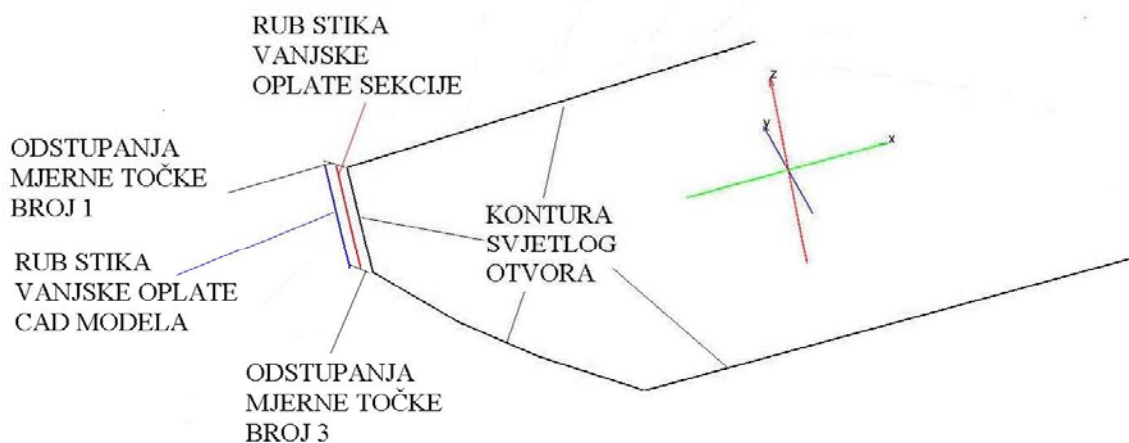 RUB STIKA
VANJSKE
OPLATE SEKCIJE
ODSTUPANJA
MJERNE TOČKE
BROJ 1
RUB STIKA
VANJSKE OPLATE
CAD MODELA
KONTURA
SVJETLOG
OTVORA
ODSTUPANJA
MJERNE TOČKE
BROJ 3
z
y
x